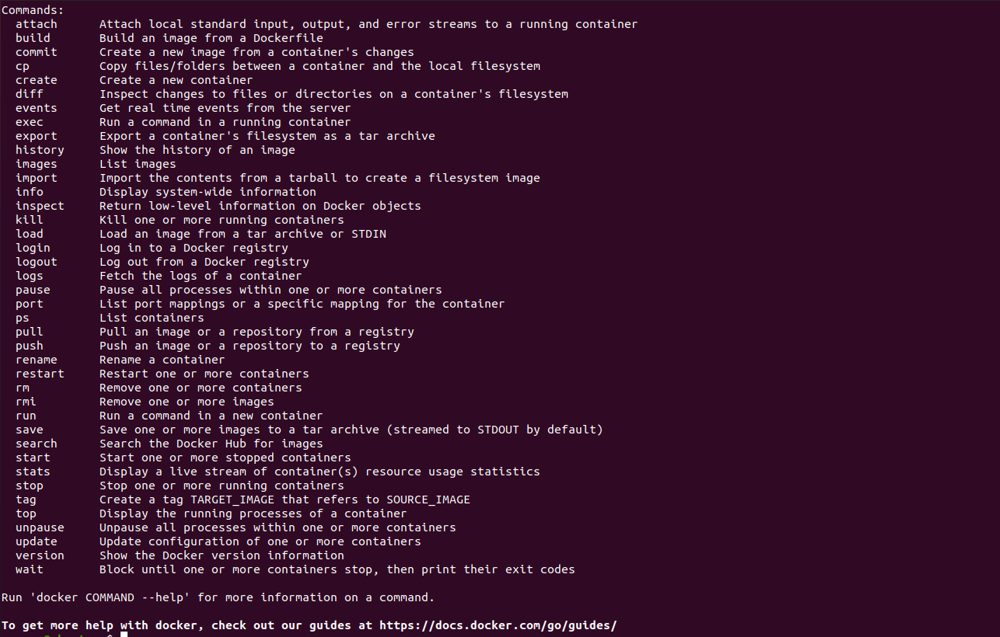 Commands:
  attach      Attach local standard input, output, and error streams to a running container
  build       Build an image from a Dockerfile
  commit      Create a new image from a container's changes
  cp          Copy files/folders between a container and the local filesystem
  create      Create a new container
  diff        Inspect changes to files or directories on a container's filesystem
  events      Get real time events from the server
  exec        Run a command in a running container
  export      Export a container's filesystem as a tar archive
  history     Show the history of an image
  images      List images
  import      Import the contents from a tarball to create a filesystem image
  info        Display system-wide information
  inspect     Return low-level information on Docker objects
  kill        Kill one or more running containers
  load        Load an image from a tar archive or STDIN
  login       Log in to a Docker registry
  logout      Log out from a Docker registry
  logs        Fetch the logs of a container
  pause       Pause all processes within one or more containers
  port        List port mappings or a specific mapping for the container
  ps          List containers
  pull        Pull an image or a repository from a registry
  push        Push an image or a repository to a registry
  rename      Rename a container
  restart     Restart one or more containers
  rm          Remove one or more containers
  rmi         Remove one or more images
  run         Run a command in a new container
  save        Save one or more images to a tar archive (streamed to STDOUT by default)
  search      Search the Docker Hub for images
  start       Start one or more stopped containers
  stats       Display a live stream of container(s) resource usage statistics
  stop        Stop one or more running containers
  tag         Create a tag TARGET_IMAGE that refers to SOURCE_IMAGE
  top         Display the running processes of a container
  unpause     Unpause all processes within one or more containers
  update      Update configuration of one or more containers
  version     Show the Docker version information
  wait        Block until one or more containers stop, then print their exit codes

Run 'docker COMMAND --help' for more information on a command.

To get more help with docker, check out our guides at https://docs.docker.com/go/guides/